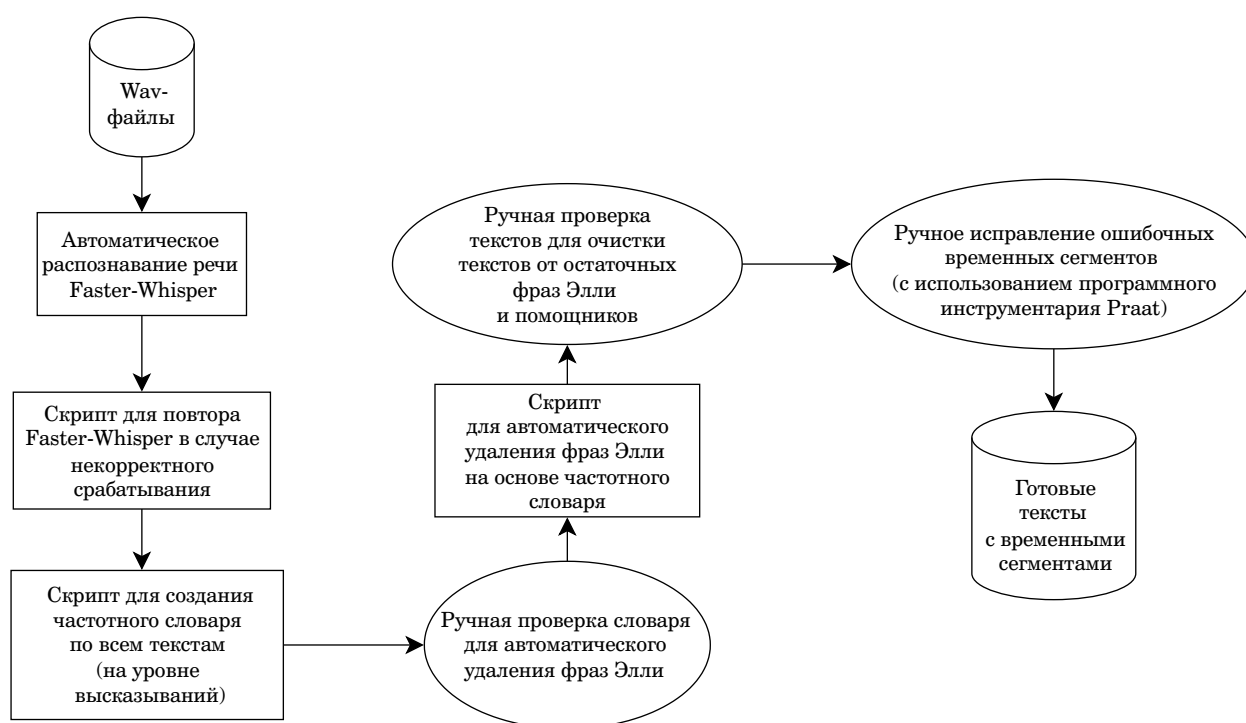 Wav-
файлы
Автоматическое
распознавание речи
Faster-Whisper
Скрипт для повтора
Faster-Whisper в случае
некорректного
срабатывания
Скрипт для создания
частотного словаря
по всем текстам
(на уровне
высказываний)
Ручная проверка словаря
для автоматического
удаления фраз Элли
Скрипт
для автоматического
удаления фраз Элли
на основе частотного
словаря
Ручная проверка
текстов для очистки
текстов от остаточных
фраз Элли
и помощников
Ручное исправление ошибочных
временных сегментов
(с использованием программного
инструментария Praat)
Готовые
тексты
с временными
сегментами